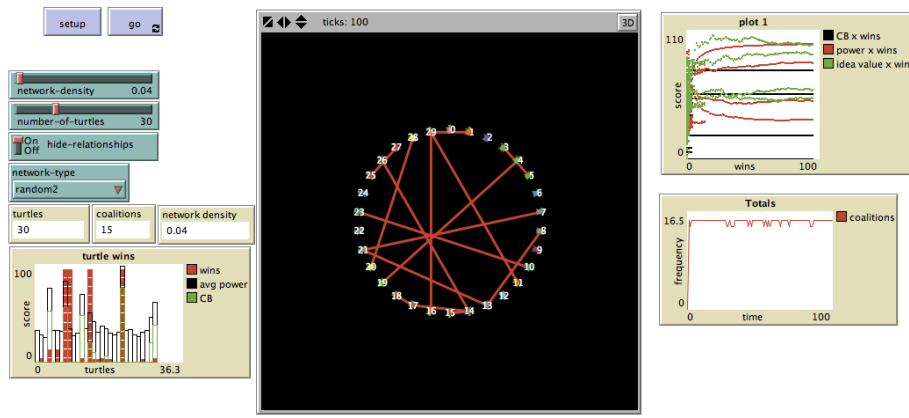 setup
go
network-density 0.04
number-of-turtles 30
On
Off
hide-relationships
network-type
random2
turtles
30
coalitions
15
network density
0.04
turtle wins
100
score
0
0
turtles
36.3
wins
avg power
CB
ticks: 100
3D
29 0 1
28 2
27 3
26 4
25 5
24 6
23 7
22 8
21 9
20 10
19 11
18 12
17 13
16 15 14
plot 1
110
score
0
0
wins
100
CB x wins
power x wins
idea value x win
Totals
16.5
frequency
0
0
time
100
coalitions